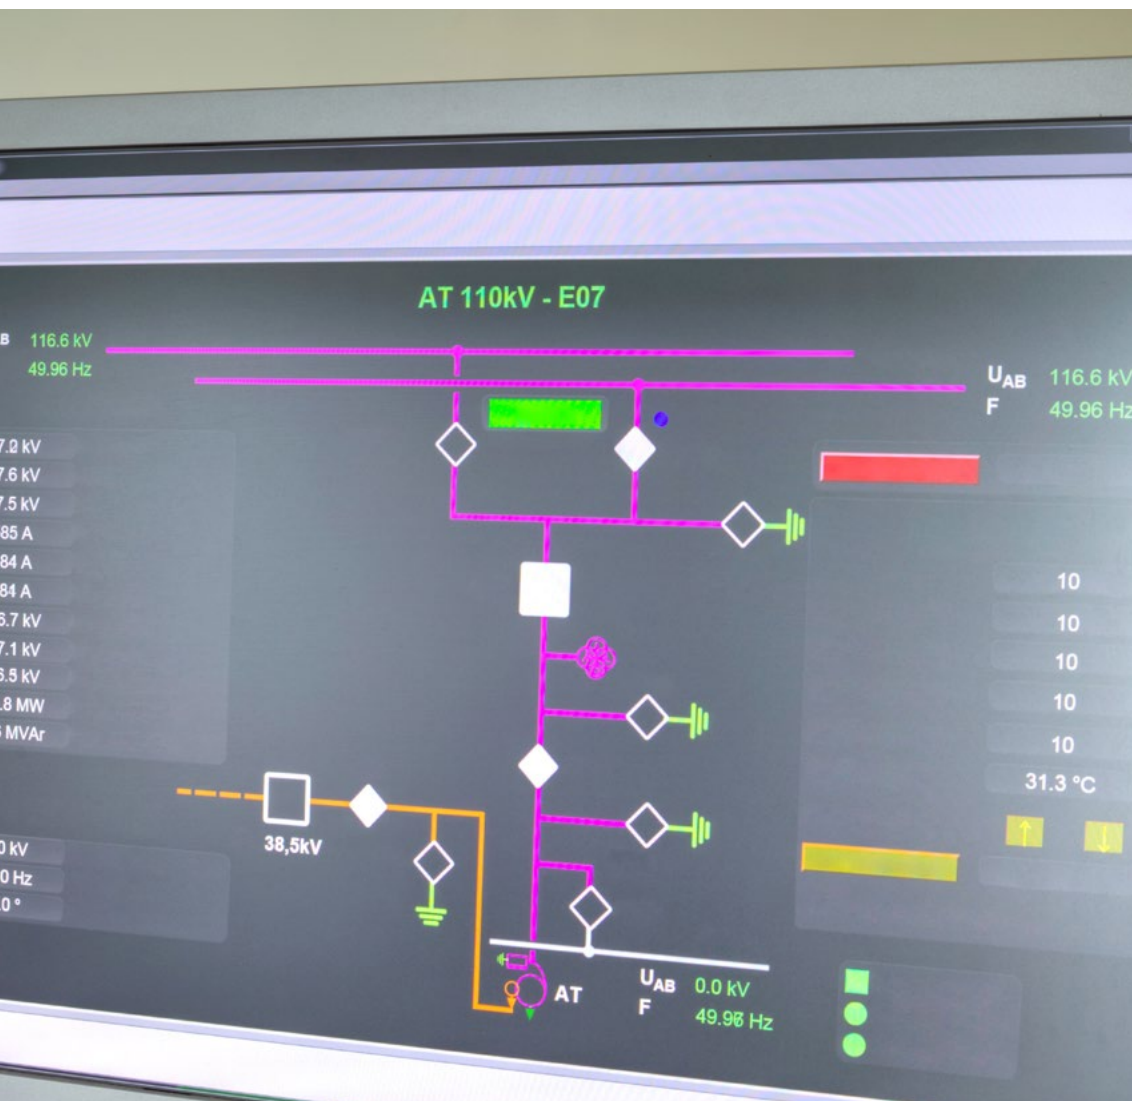 AT 110kV - E07
B 116.6 kV
49.96 Hz
UAB 116.6 kV
F 49.96 Hz
7.2 kV
7.6 kV
7.5 kV
85 A
84 A
84 A
6.7 kV
7.1 kV
6.5 kV
.8 MW
MVAr
10
10
10
10
10
31.3 °C
↑ ↓
38,5kV
0 kV
0 Hz
.0 °
AT
UAB 0.0 kV
F 49.96 Hz